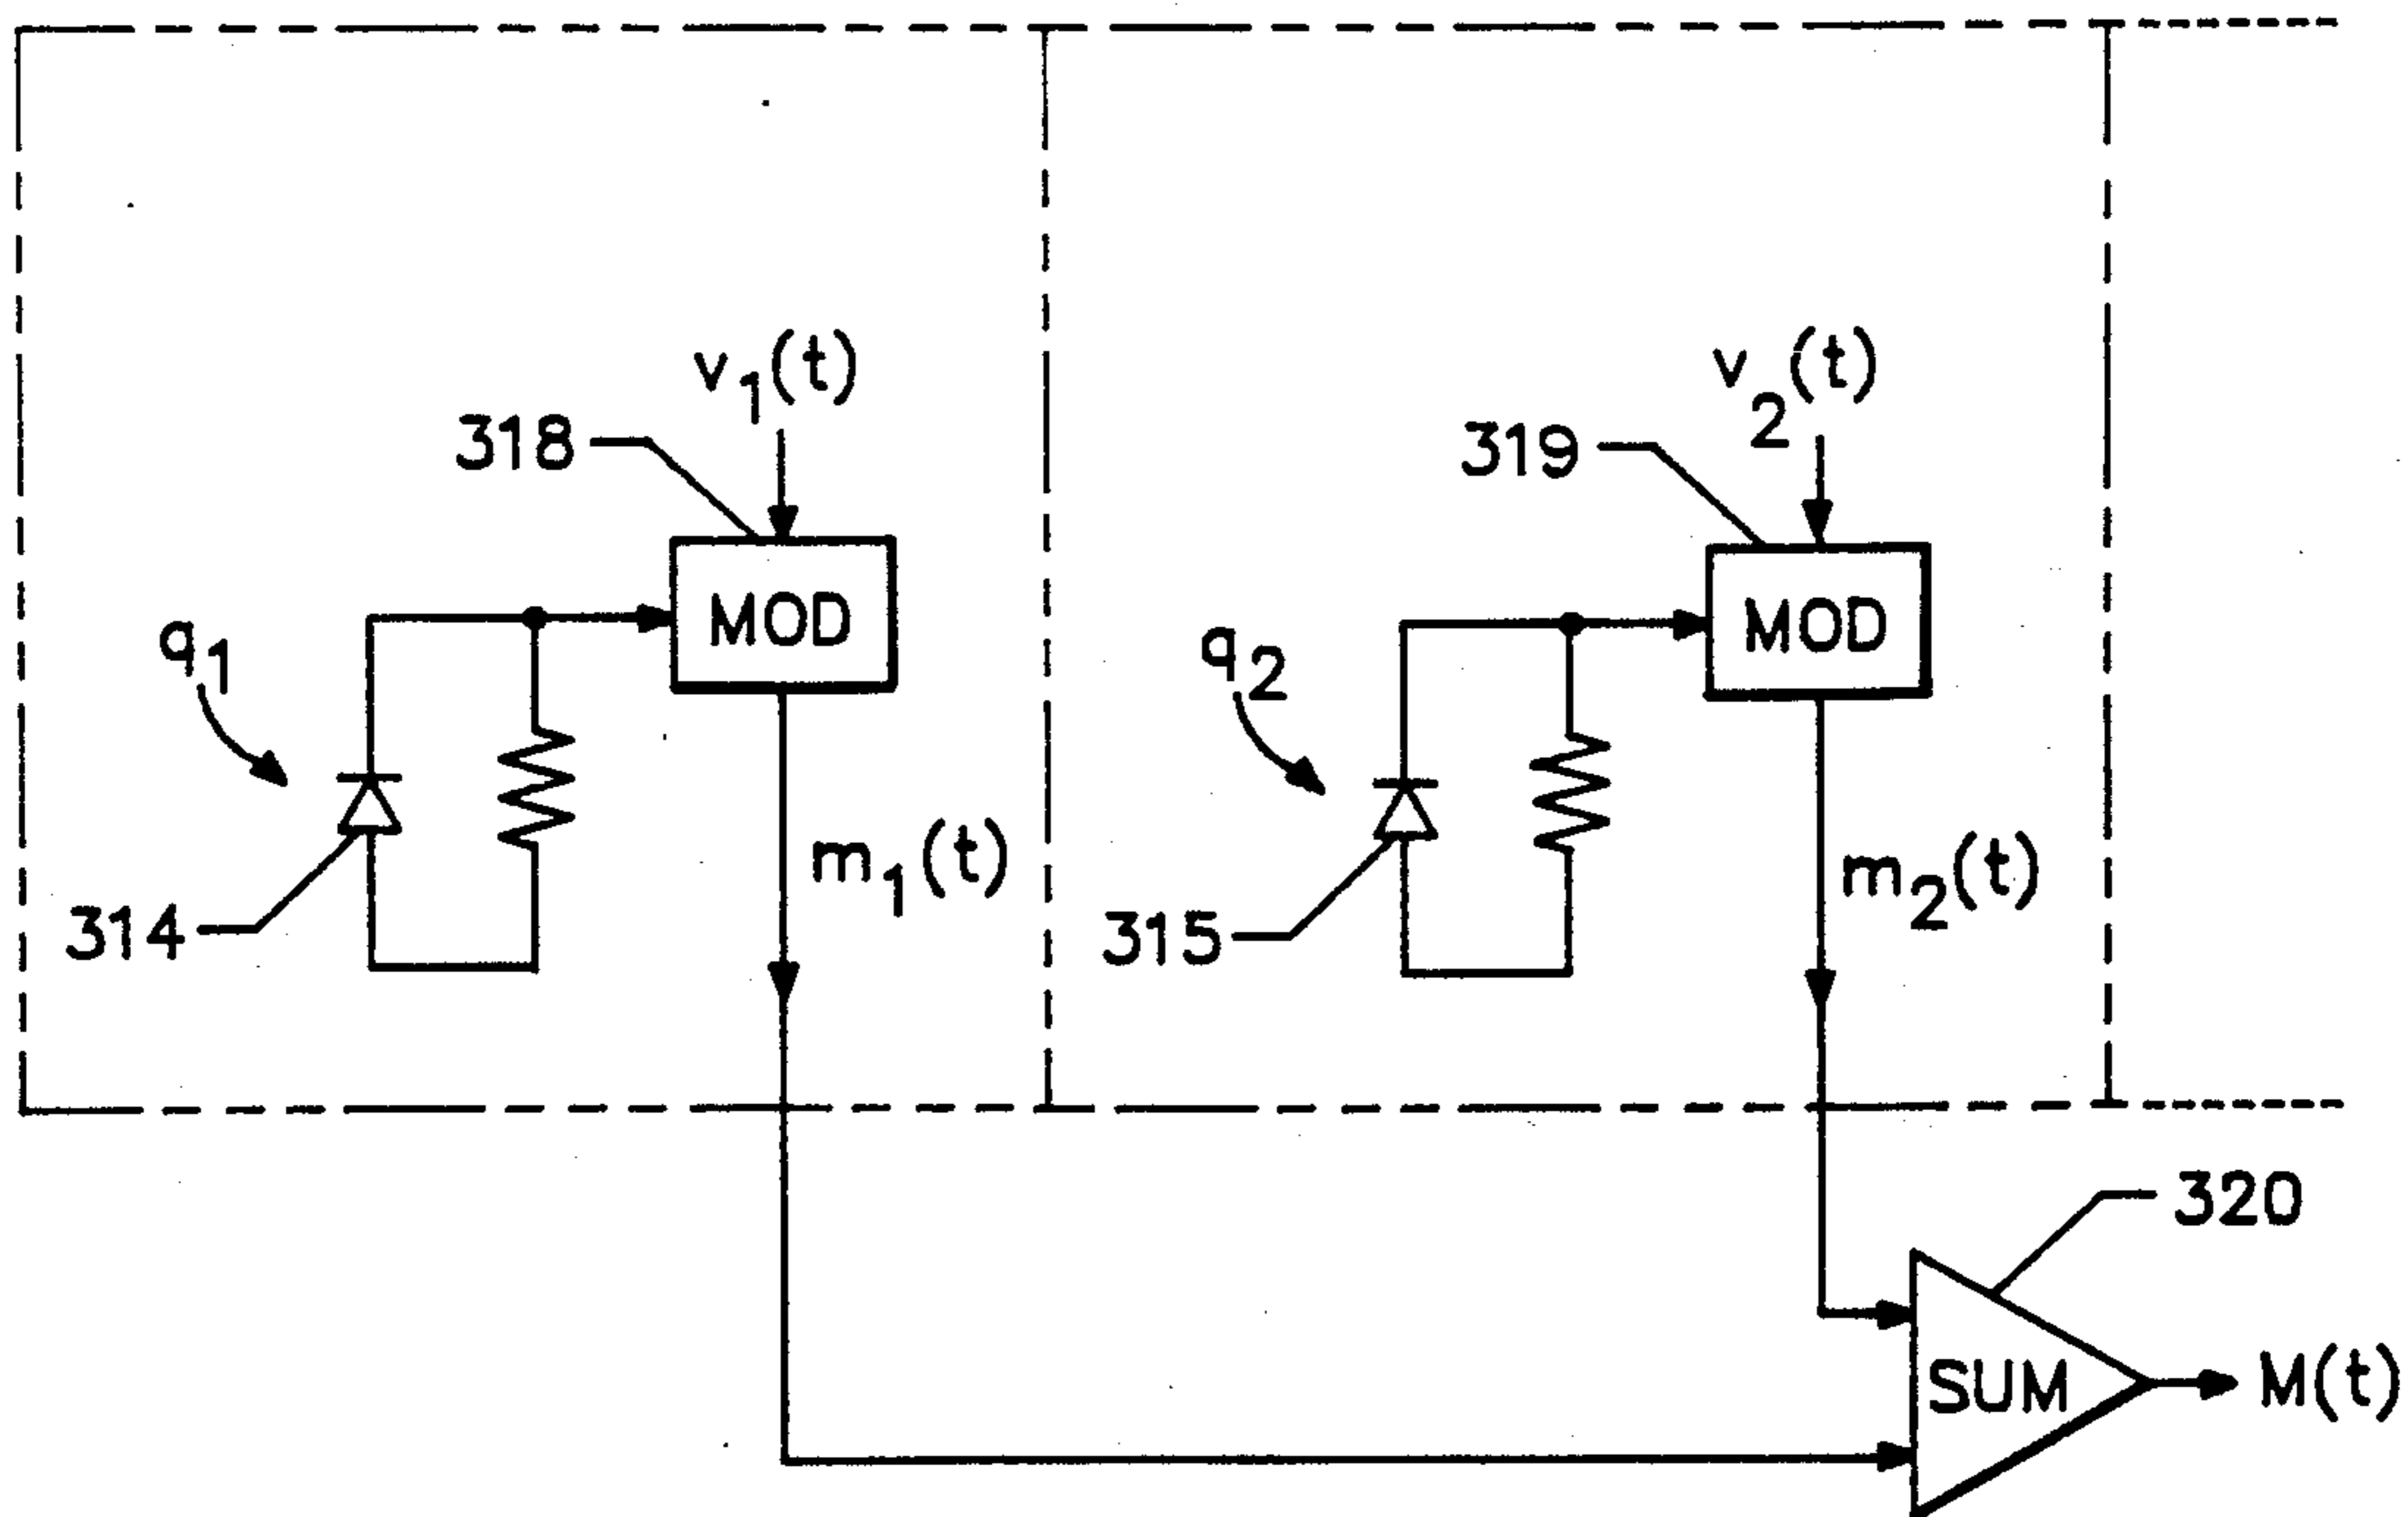 v₁(t)
v₂(t)
318
319
MOD
MOD
q₁
q₂
m₁(t)
m₂(t)
314
315
320
SUM
M(t)